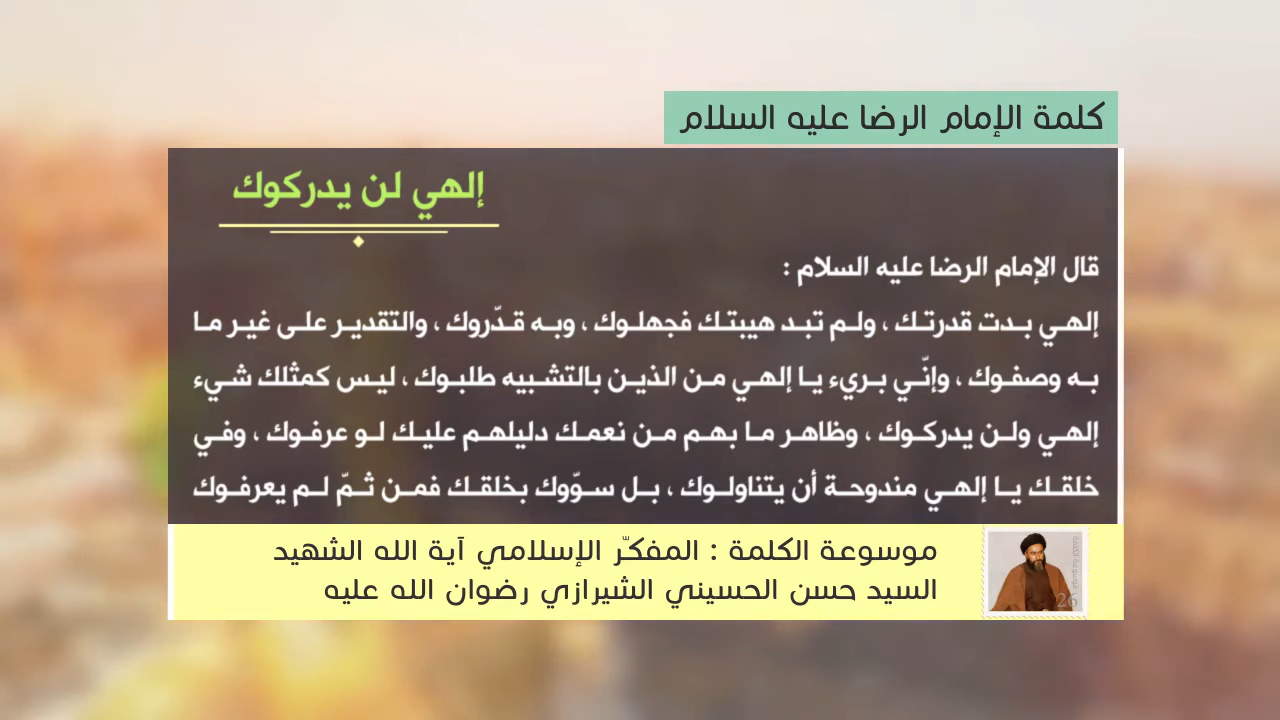 كلمة الإمام الرضا عليه السلام
إلهي لن يدركوك
قال الإمام الرضا عليه السلام :
إلهي بدت قدرتك ، ولم تبد هيبتك فجهلوك ، وبه قدّروك ، والتقدير على غير ما
به وصفوك ، وإنّي بريء يا إلهي من الذين بالتشبيه طلبوك ، ليس كمثلك شيء
إلهي ولن يدركوك ، وظاهر ما بهم من نعمك دليلهم عليك لو عرفوك ، وفي
خلقك يا إلهي مندوحة أن يتناولوك ، بل سوّوك بخلقك فمن ثمّ لم يعرفوك
موسوعة الكلمة : المفكّر الإسلامي آية الله الشهيد
السيد حسن الحسيني الشيرازي رضوان الله عليه